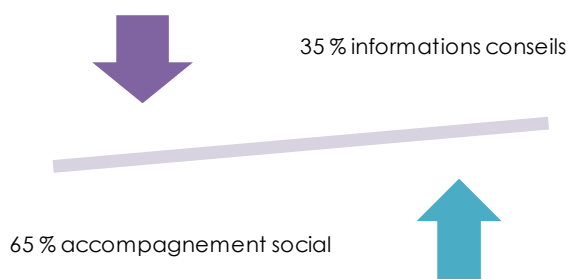 35 % informations conseils
65 % accompagnement social